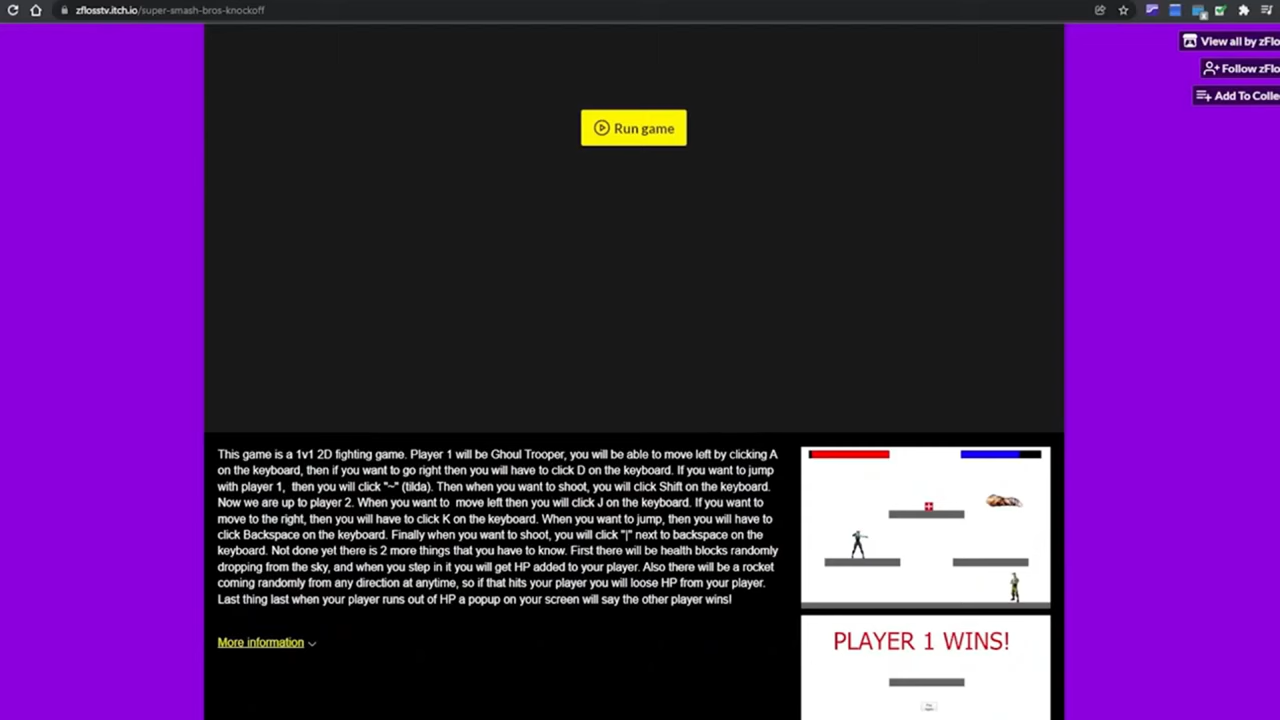 zflosstv.itch.io/super-smash-bros-knockoff
View all by zFlo
Follow zFlo
Add To Colle
Run game
This game is a 1v1 2D fighting game. Player 1 will be Ghoul Trooper, you will be able to move left by clicking A
on the keyboard, then if you want to go right then you will have to click D on the keyboard. If you want to jump
with player 1, then you will click "~" (tilda). Then when you want to shoot, you will click Shift on the keyboard.
Now we are up to player 2. When you want to move left then you will click J on the keyboard. If you want to
move to the right, then you will have to click K on the keyboard. When you want to jump, then you will have to
click Backspace on the keyboard. Finally when you want to shoot, you will click "|" next to backspace on the
keyboard. Not done yet there is 2 more things that you have to know. First there will be health blocks randomly
dropping from the sky, and when you step in it you will get HP added to your player. Also there will be a rocket
coming randomly from any direction at anytime, so if that hits your player you will loose HP from your player.
Last thing last when your player runs out of HP a popup on your screen will say the other player wins!
More information
PLAYER 1 WINS!